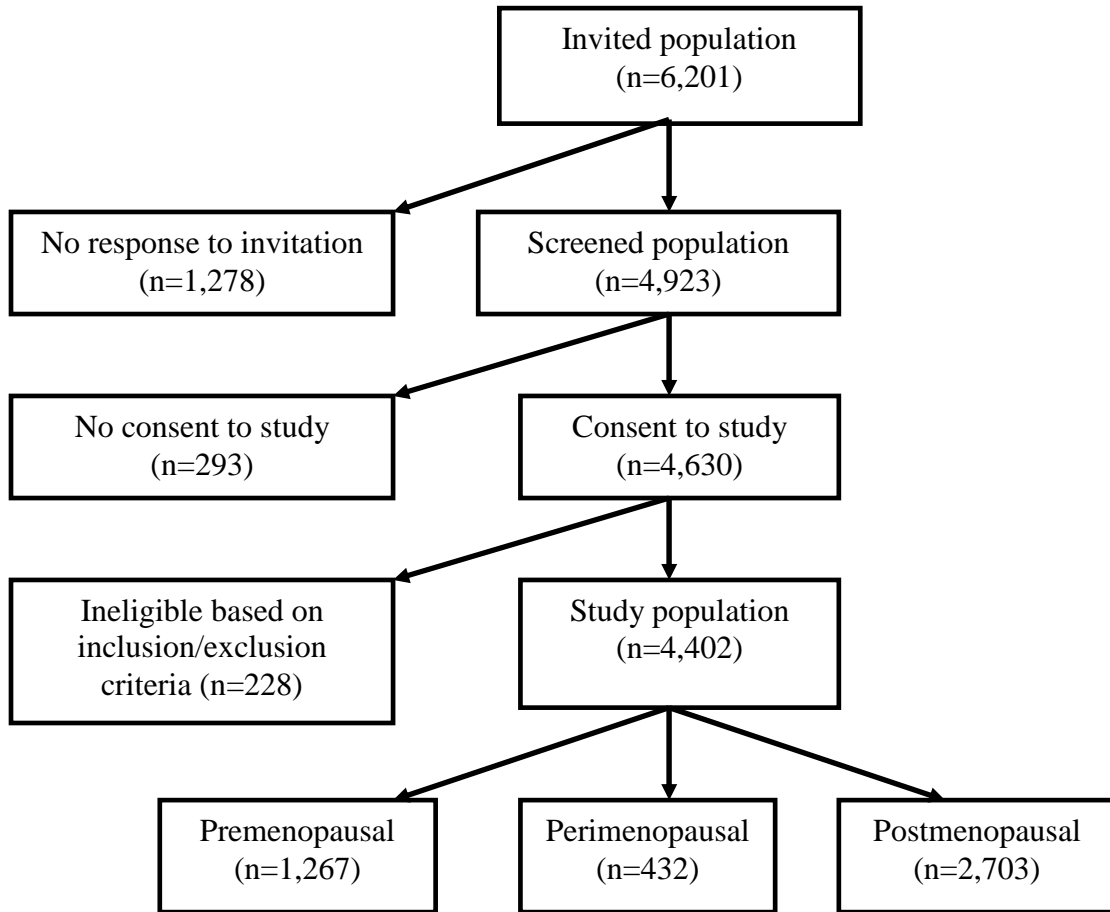 Invited population
(n=6,201)
No response to invitation
(n=1,278)
Screened population
(n=4,923)
No consent to study
(n=293)
Consent to study
(n=4,630)
Ineligible based on
inclusion/exclusion
criteria (n=228)
Study population
(n=4,402)
Premenopausal
(n=1,267)
Perimenopausal
(n=432)
Postmenopausal
(n=2,703)